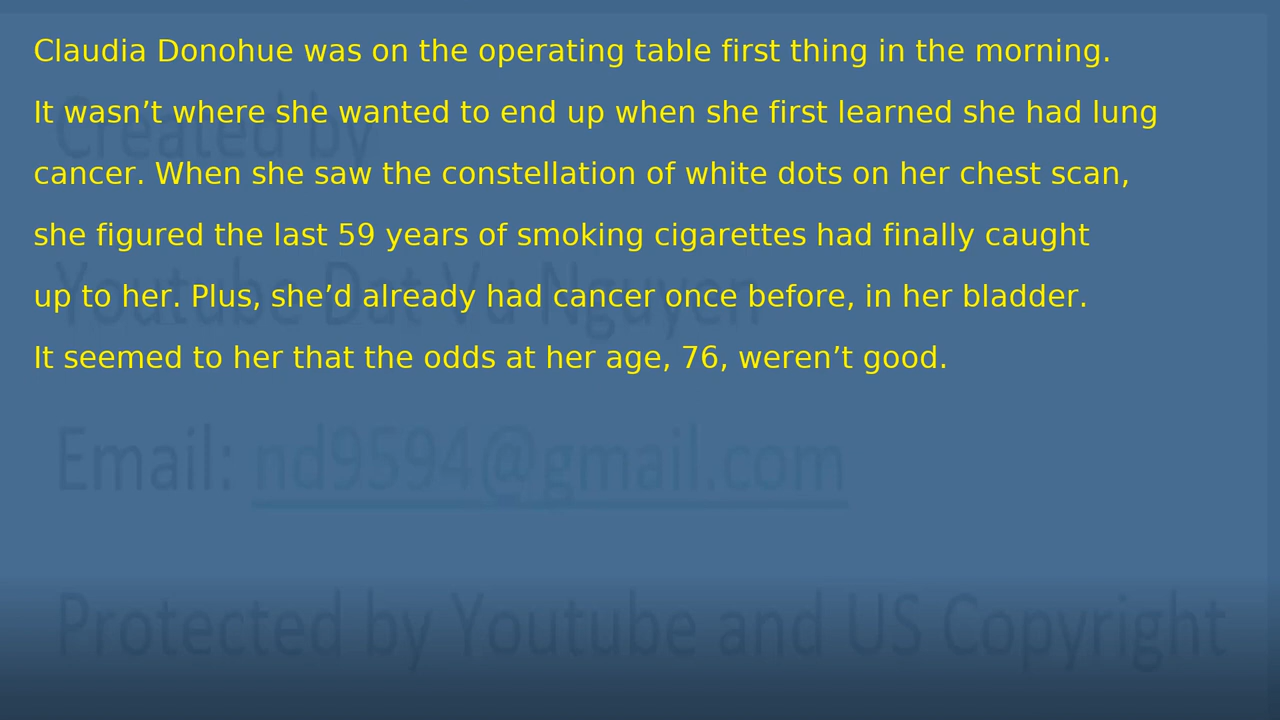 Claudia Donohue was on the operating table first thing in the morning.
It wasn’t where she wanted to end up when she first learned she had lung
Created by
cancer. When she saw the constellation of white dots on her chest scan,
she figured the last 59 years of smoking cigarettes had finally caught
up to her. Plus, she’d already had cancer once before, in her bladder.
Youtube Dat Vu Nguyen
It seemed to her that the odds at her age, 76, weren’t good.
Email: nd9594@gmail.com
Protected by Youtube and US Copyright